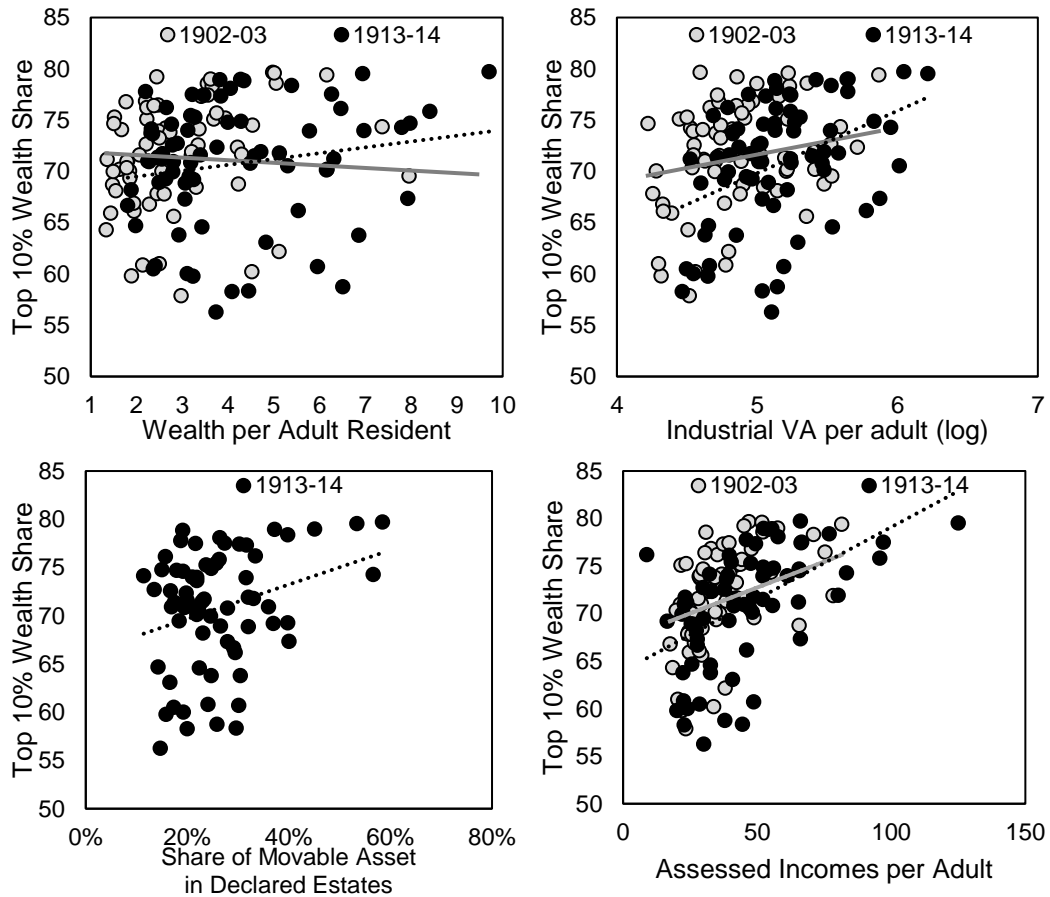 1902-03 1913-14
Top 10% Wealth Share
85
80
75
70
65
60
55
50
1 2 3 4 5 6 7 8 9 10
Wealth per Adult Resident
1902-03 1913-14
Top 10% Wealth Share
85
80
75
70
65
60
55
50
4 5 6 7
Industrial VA per adult (log)
1913-14
Top 10% Wealth Share
85
80
75
70
65
60
55
50
0% 20% 40% 60% 80%
Share of Movable Asset
in Declared Estates
1902-03 1913-14
Top 10% Wealth Share
85
80
75
70
65
60
55
50
0 50 100 150
Assessed Incomes per Adult